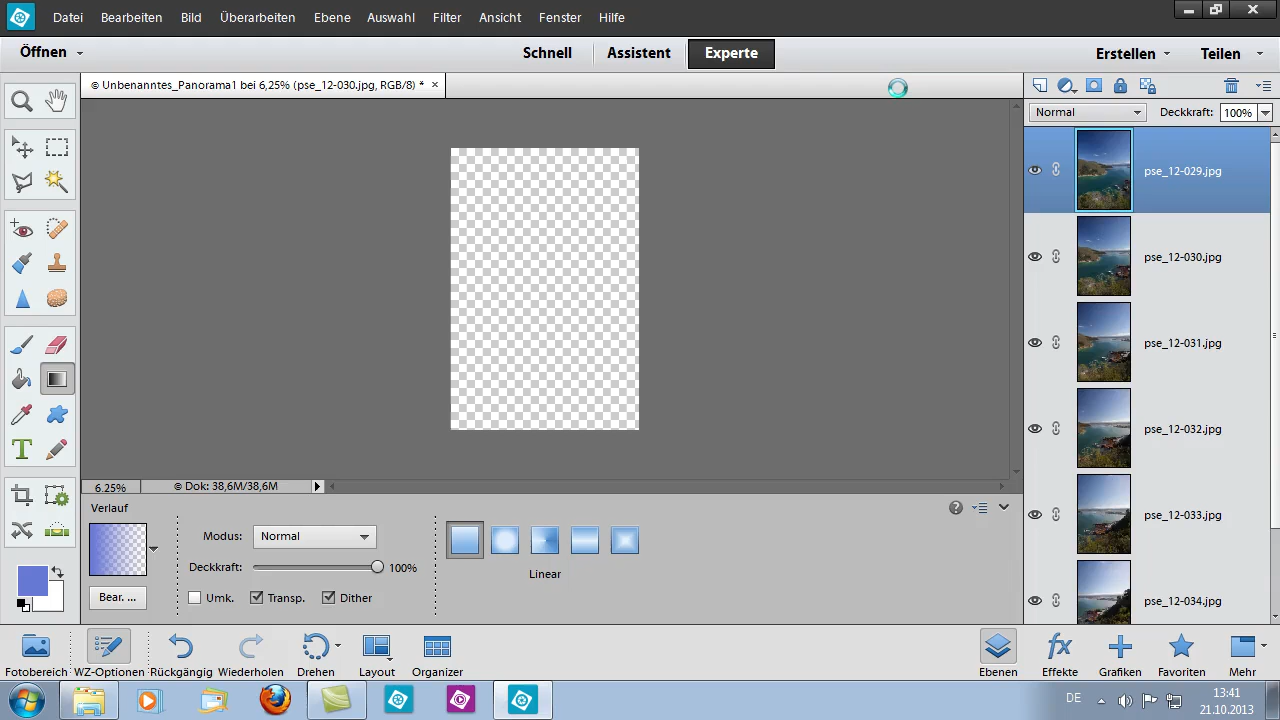 Datei Bearbeiten Bild Überarbeiten Ebene Auswahl Filter Ansicht Fenster Hilfe
Öffnen Schnell Assistent Experte Erstellen Teilen
© Unbenanntes_Panorama1 bei 6,25% (pse_12-030.jpg, RGB/8) * ×
Normal Deckkraft: 100%
pse_12-029.jpg
pse_12-030.jpg
pse_12-031.jpg
pse_12-032.jpg
pse_12-033.jpg
pse_12-034.jpg
6.25% © Dok: 38,6M/38,6M
Verlauf
Modus: Normal
Deckkraft: 100%
Linear
Bear. ... Umk. Transp. Dither
Fotobereich WZ-Optionen Rückgängig Wiederholen Drehen Layout Organizer Ebenen Effekte Grafiken Favoriten Mehr
DE 13:41
21.10.2013